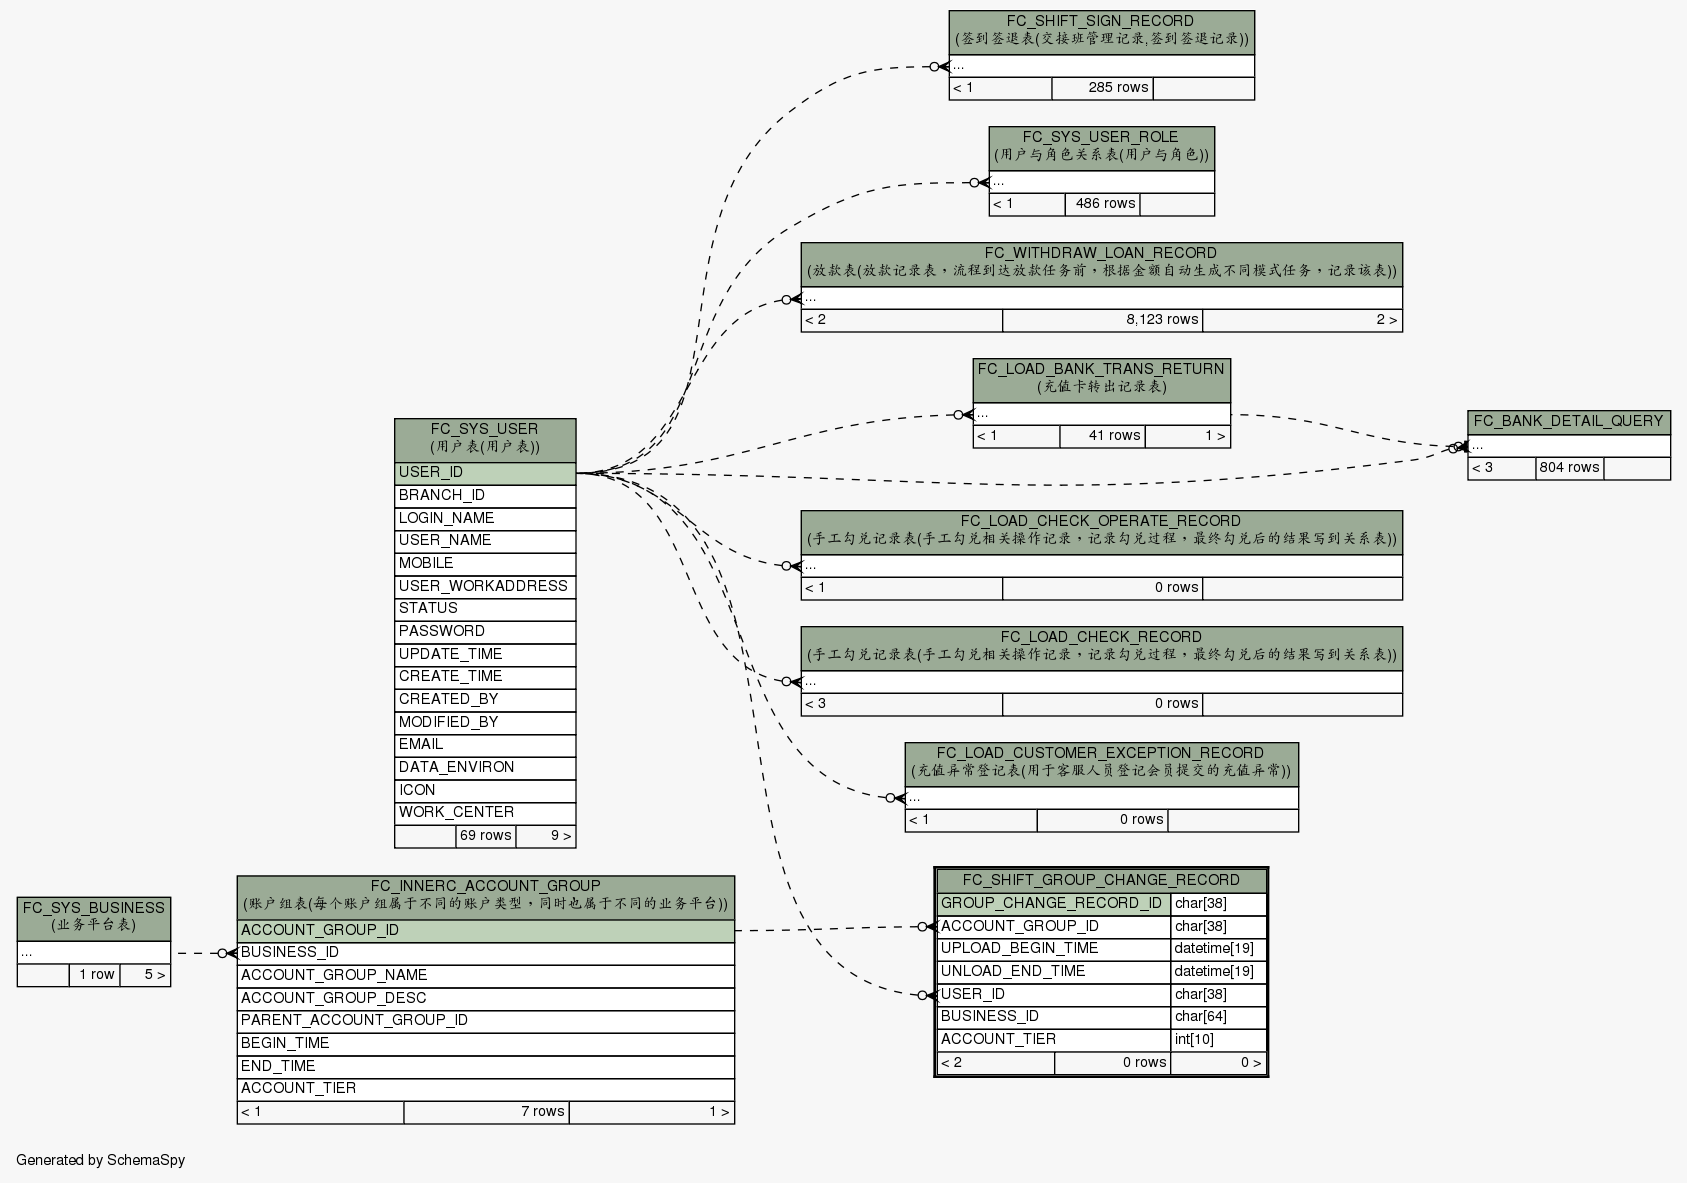 FC_SHIFT_SIGN_RECORD
(签到签退表(交接班管理记录,签到签退记录))
...
< 1 285 rows
FC_SYS_USER_ROLE
(用户与角色关系表(用户与角色))
...
< 1 486 rows
FC_WITHDRAW_LOAN_RECORD
(放款表(放款记录表，流程到达放款任务前，根据金额自动生成不同模式任务，记录该表))
...
< 2 8,123 rows 2 >
FC_LOAD_BANK_TRANS_RETURN
(充值卡转出记录表)
...
< 1 41 rows 1 >
FC_BANK_DETAIL_QUERY
...
< 3 804 rows
FC_SYS_USER
(用户表(用户表))
USER_ID
BRANCH_ID
LOGIN_NAME
USER_NAME
MOBILE
USER_WORKADDRESS
STATUS
PASSWORD
UPDATE_TIME
CREATE_TIME
CREATED_BY
MODIFIED_BY
EMAIL
DATA_ENVIRON
ICON
WORK_CENTER
69 rows 9 >
FC_LOAD_CHECK_OPERATE_RECORD
(手工勾兑记录表(手工勾兑相关操作记录，记录勾兑过程，最终勾兑后的结果写到关系表))
...
< 1 0 rows
FC_LOAD_CHECK_RECORD
(手工勾兑记录表(手工勾兑相关操作记录，记录勾兑过程，最终勾兑后的结果写到关系表))
...
< 3 0 rows
FC_LOAD_CUSTOMER_EXCEPTION_RECORD
(充值异常登记表(用于客服人员登记会员提交的充值异常))
...
< 1 0 rows
FC_SYS_BUSINESS
(业务平台表)
...
1 row 5 >
FC_INNERC_ACCOUNT_GROUP
(账户组表(每个账户组属于不同的账户类型，同时也属于不同的业务平台))
ACCOUNT_GROUP_ID
BUSINESS_ID
ACCOUNT_GROUP_NAME
ACCOUNT_GROUP_DESC
PARENT_ACCOUNT_GROUP_ID
BEGIN_TIME
END_TIME
ACCOUNT_TIER
< 1 7 rows 1 >
FC_SHIFT_GROUP_CHANGE_RECORD
GROUP_CHANGE_RECORD_ID char[38]
ACCOUNT_GROUP_ID char[38]
UPLOAD_BEGIN_TIME datetime[19]
UNLOAD_END_TIME datetime[19]
USER_ID char[38]
BUSINESS_ID char[64]
ACCOUNT_TIER int[10]
< 2 0 rows 0 >
Generated by SchemaSpy